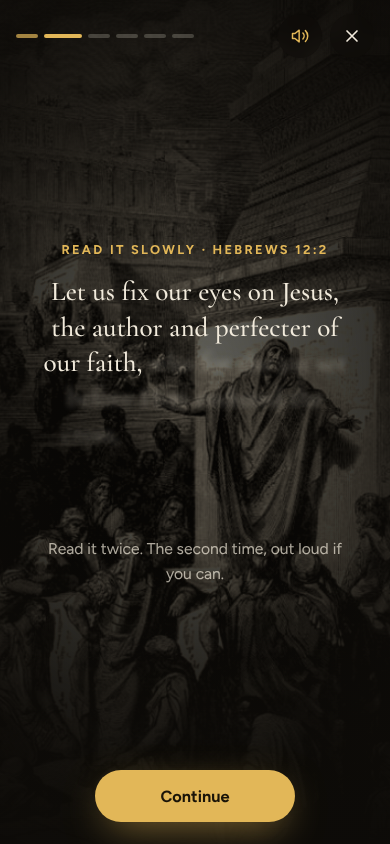 READ IT SLOWLY · HEBREWS 12:2
Let us fix our eyes on Jesus,
the author and perfecter of
our faith,
Read it twice. The second time, out loud if
you can.
Continue